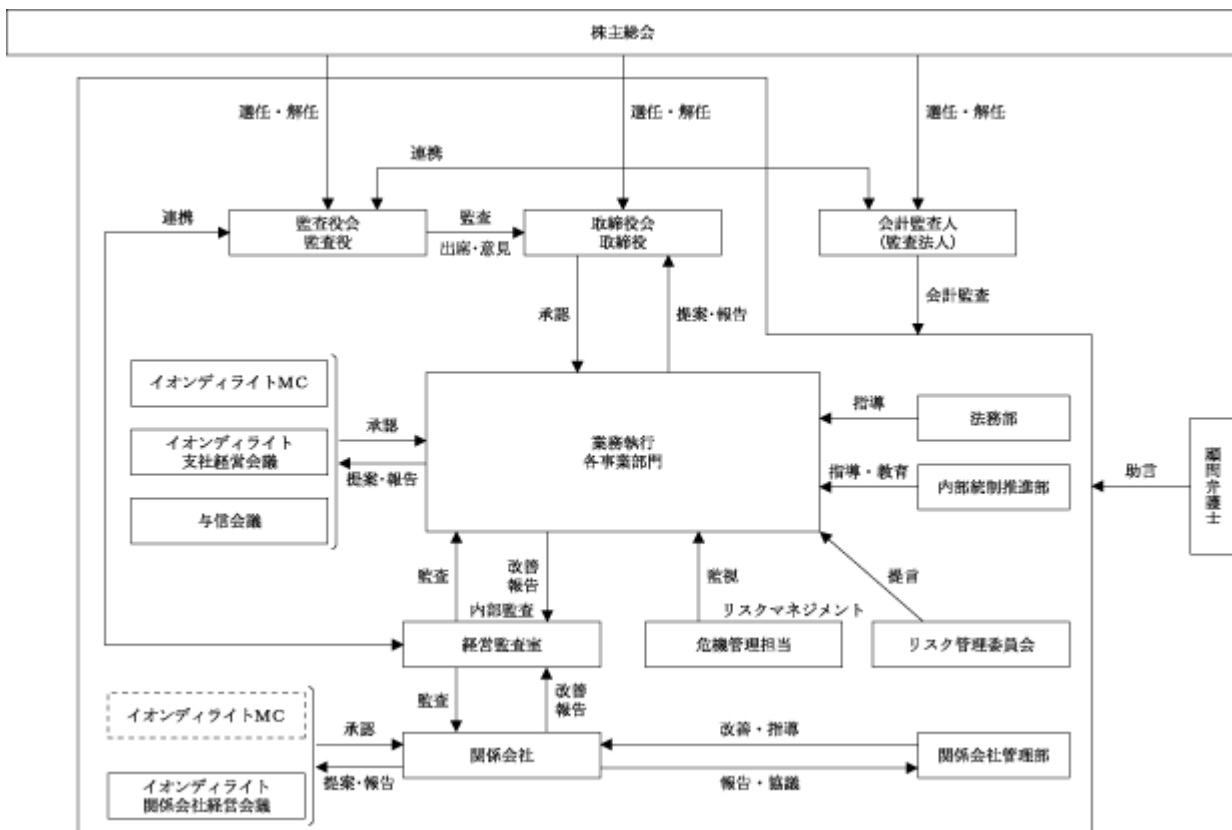 株主総会
選任・解任
選任・解任
選任・解任
連携
連携
監査役会
監査役
監査
出席・意見
取締役会
取締役
会計監査人
(監査法人)
承認
提案・報告
会計監査
イオンディライトMC
イオンディライト
支社経営会議
与信会議
承認
提案・報告
業務執行
各事業部門
指導
法務部
指導・教育
内部統制推進部
助言
顧問弁護士
監査
改善
報告
内部監査
監視
リスクマネジメント
提言
経営監査室
危機管理担当
リスク管理委員会
監査
改善
報告
イオンディライトMC
イオンディライト
関係会社経営会議
承認
提案・報告
関係会社
改善・指導
報告・協議
関係会社管理部